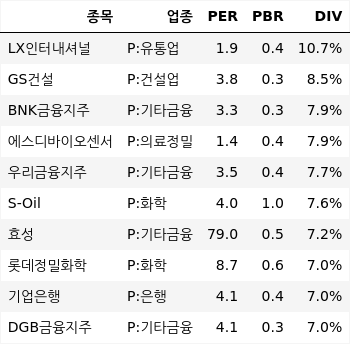 종목 업종 PER PBR DIV
LX인터내셔널 P:유통업 1.9 0.4 10.7%
GS건설 P:건설업 3.8 0.3 8.5%
BNK금융지주 P:기타금융 3.3 0.3 7.9%
에스디바이오센서 P:의료정밀 1.4 0.4 7.9%
우리금융지주 P:기타금융 3.5 0.4 7.7%
S-Oil P:화학 4.0 1.0 7.6%
효성 P:기타금융 79.0 0.5 7.2%
롯데정밀화학 P:화학 8.7 0.6 7.0%
기업은행 P:은행 4.1 0.4 7.0%
DGB금융지주 P:기타금융 4.1 0.3 7.0%